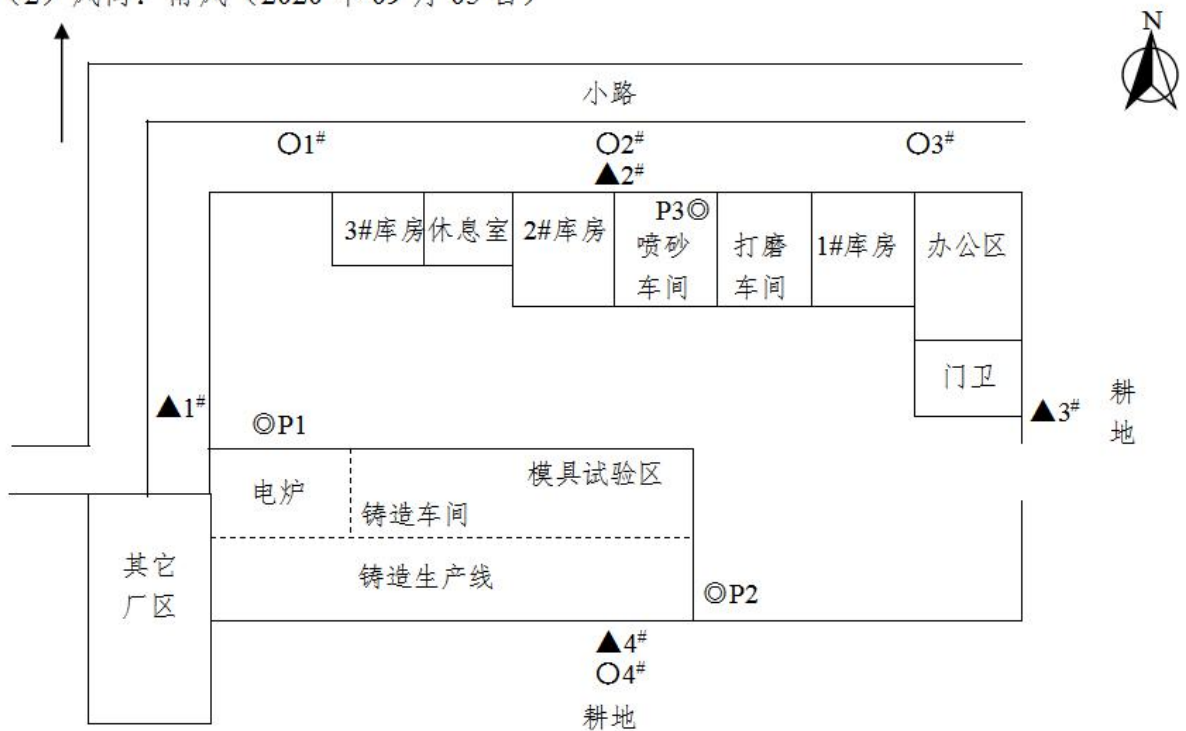 N
小路
○1#
○2#
○3#
▲2#
3#库房
休息室
2#库房
P3◎
喷砂
车间
打磨
车间
1#库房
办公区
门卫
▲1#
◎P1
▲3#
耕
地
电炉
模具试验区
铸造车间
铸造生产线
其它
厂区
◎P2
▲4#
○4#
耕地